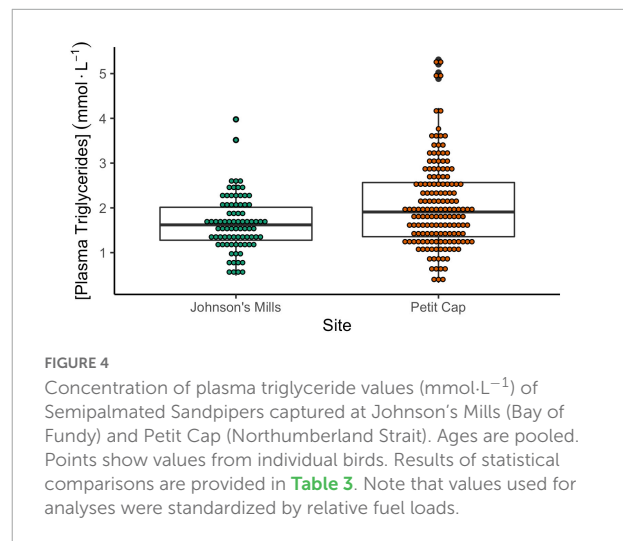 [Plasma Triglycerides] (mmol · L⁻¹)
5
4
3
2
1
Johnson's Mills
Petit Cap
Site
FIGURE 4
Concentration of plasma triglyceride values (mmol·L⁻¹) of
Semipalmated Sandpipers captured at Johnson's Mills (Bay of
Fundy) and Petit Cap (Northumberland Strait). Ages are pooled.
Points show values from individual birds. Results of statistical
comparisons are provided in Table 3. Note that values used for
analyses were standardized by relative fuel loads.